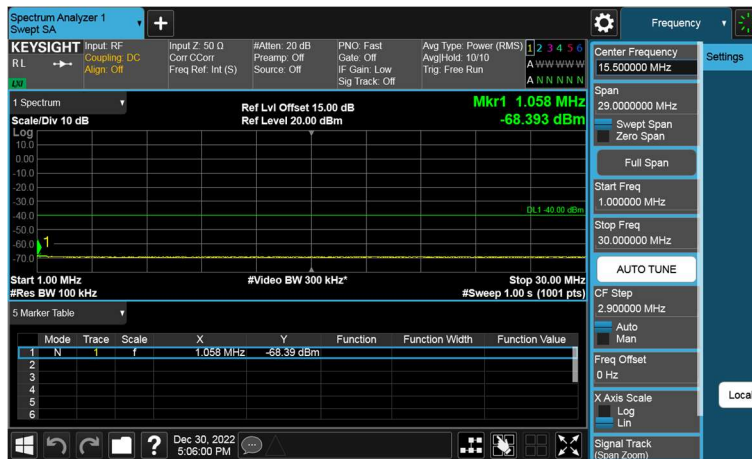 Spectrum Analyzer 1
Swept SA
Frequency
KEYSIGHT
RL
Input: RF
Coupling: DC
Align: Off
Input Z: 50 Ω
Corr CCorr
Freq Ref: Int (S)
#Atten: 20 dB
Preamp: Off
Source: Off
PNO: Fast
Gate: Off
IF Gain: Low
Sig Track: Off
Avg Type: Power (RMS)
Avg|Hold: 10/10
Trig: Free Run
1 2 3 4 5 6
A W W W W W
A N N N N N
LXI
1 Spectrum
Scale/Div 10 dB
Ref Lvl Offset 15.00 dB
Ref Level 20.00 dBm
Mkr1 1.058 MHz
-68.393 dBm
Log
10.0
0.00
-10.0
-20.0
-30.0
-40.0
-50.0
-60.0
-70.0
DL1 -40.00 dBm
1
Start 1.00 MHz
#Res BW 100 kHz
#Video BW 300 kHz*
Stop 30.00 MHz
#Sweep 1.00 s (1001 pts)
5 Marker Table
Mode Trace Scale X Y Function Function Width Function Value
1 N 1 f 1.058 MHz -68.39 dBm
2
3
4
5
6
Dec 30, 2022
5:06:00 PM
Center Frequency
15.500000 MHz
Settings
Span
29.0000000 MHz
Swept Span
Zero Span
Full Span
Start Freq
1.000000 MHz
Stop Freq
30.000000 MHz
AUTO TUNE
CF Step
2.900000 MHz
Auto
Man
Freq Offset
0 Hz
X Axis Scale
Log
Lin
Local
Signal Track
(Span Zoom)